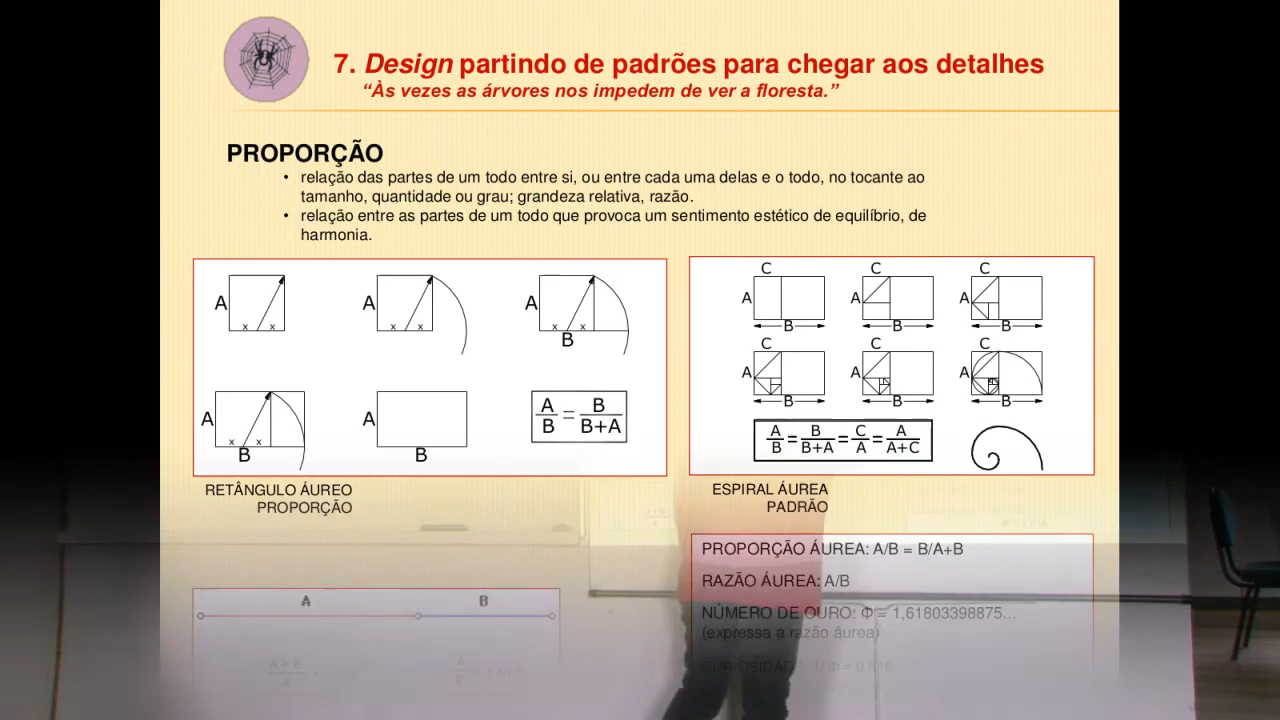 7. Design partindo de padrões para chegar aos detalhes
“Às vezes as árvores nos impedem de ver a floresta.”
PROPORÇÃO
• relação das partes de um todo entre si, ou entre cada uma delas e o todo, no tocante ao
tamanho, quantidade ou grau; grandeza relativa, razão.
• relação entre as partes de um todo que provoca um sentimento estético de equilíbrio, de
harmonia.
A x x
A x x
A x x
B
A x x
B
A
B
A/B = B/B+A
RETÂNGULO ÁUREO
PROPORÇÃO
C C C
A A A
B B B
C C C
A A A
B B B
A/B = B/B+A = C/A = A/A+C
ESPIRAL ÁUREA
PADRÃO
PROPORÇÃO ÁUREA: A/B = B/A+B
RAZÃO ÁUREA: A/B
NÚMERO DE OURO: Φ = 1,61803398875...
(expressa a razão áurea)
CURIOSIDADE: 1/ Φ = 0,618
A B
A+B/A